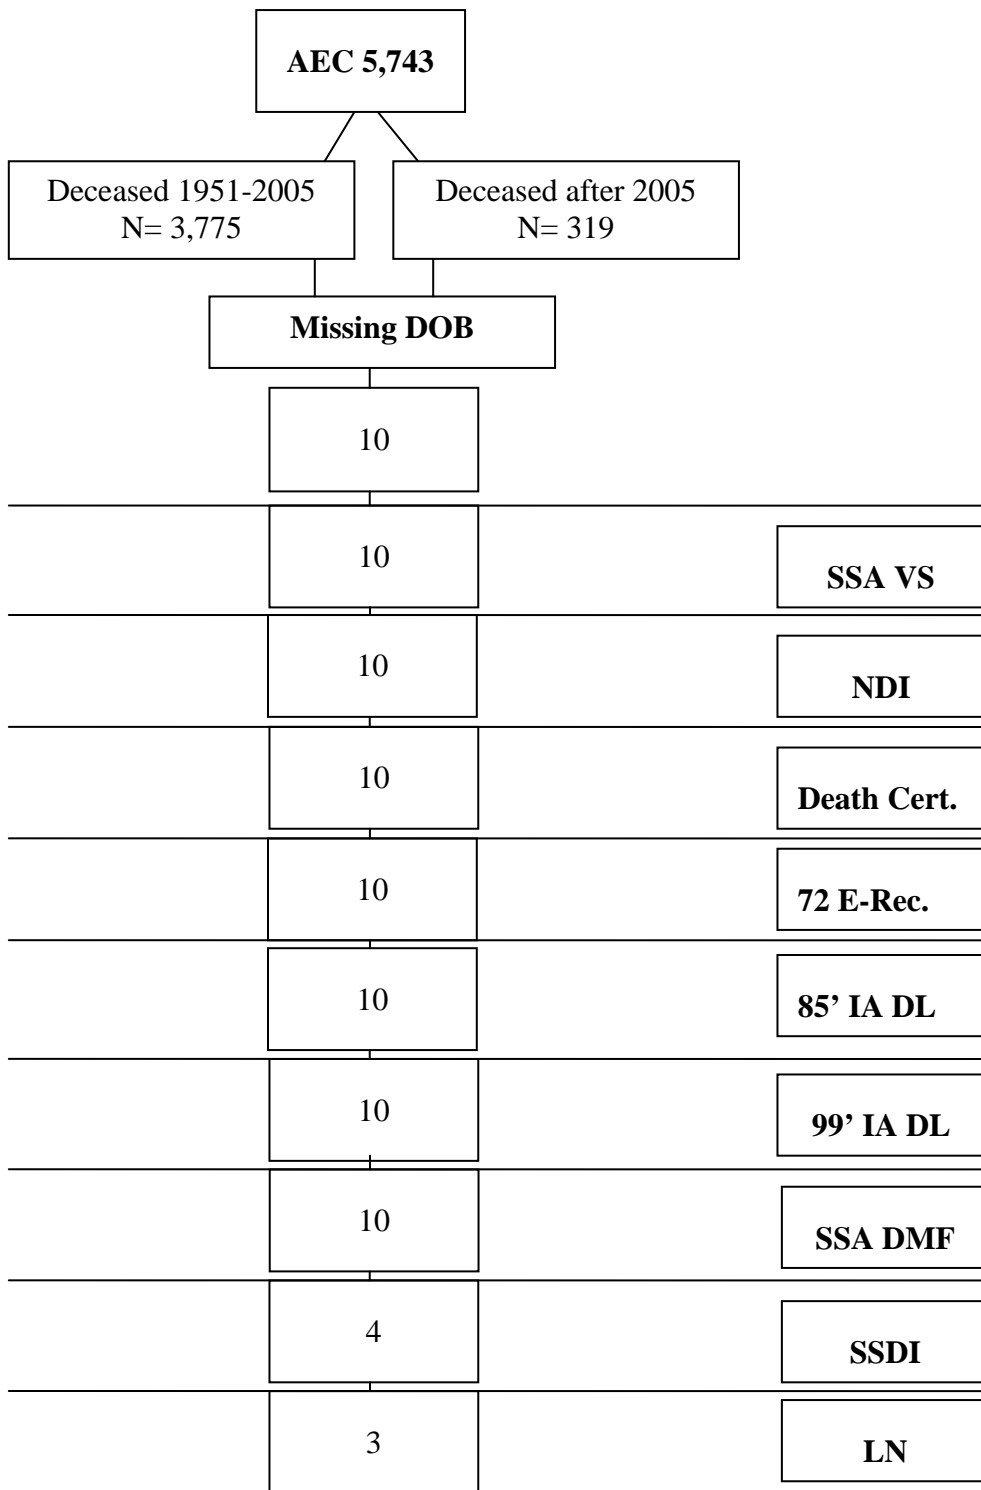 AEC 5,743
Deceased 1951-2005
N= 3,775
Deceased after 2005
N= 319
Missing DOB
10
10
SSA VS
10
NDI
10
Death Cert.
10
72 E-Rec.
10
85’ IA DL
10
99’ IA DL
10
SSA DMF
4
SSDI
3
LN